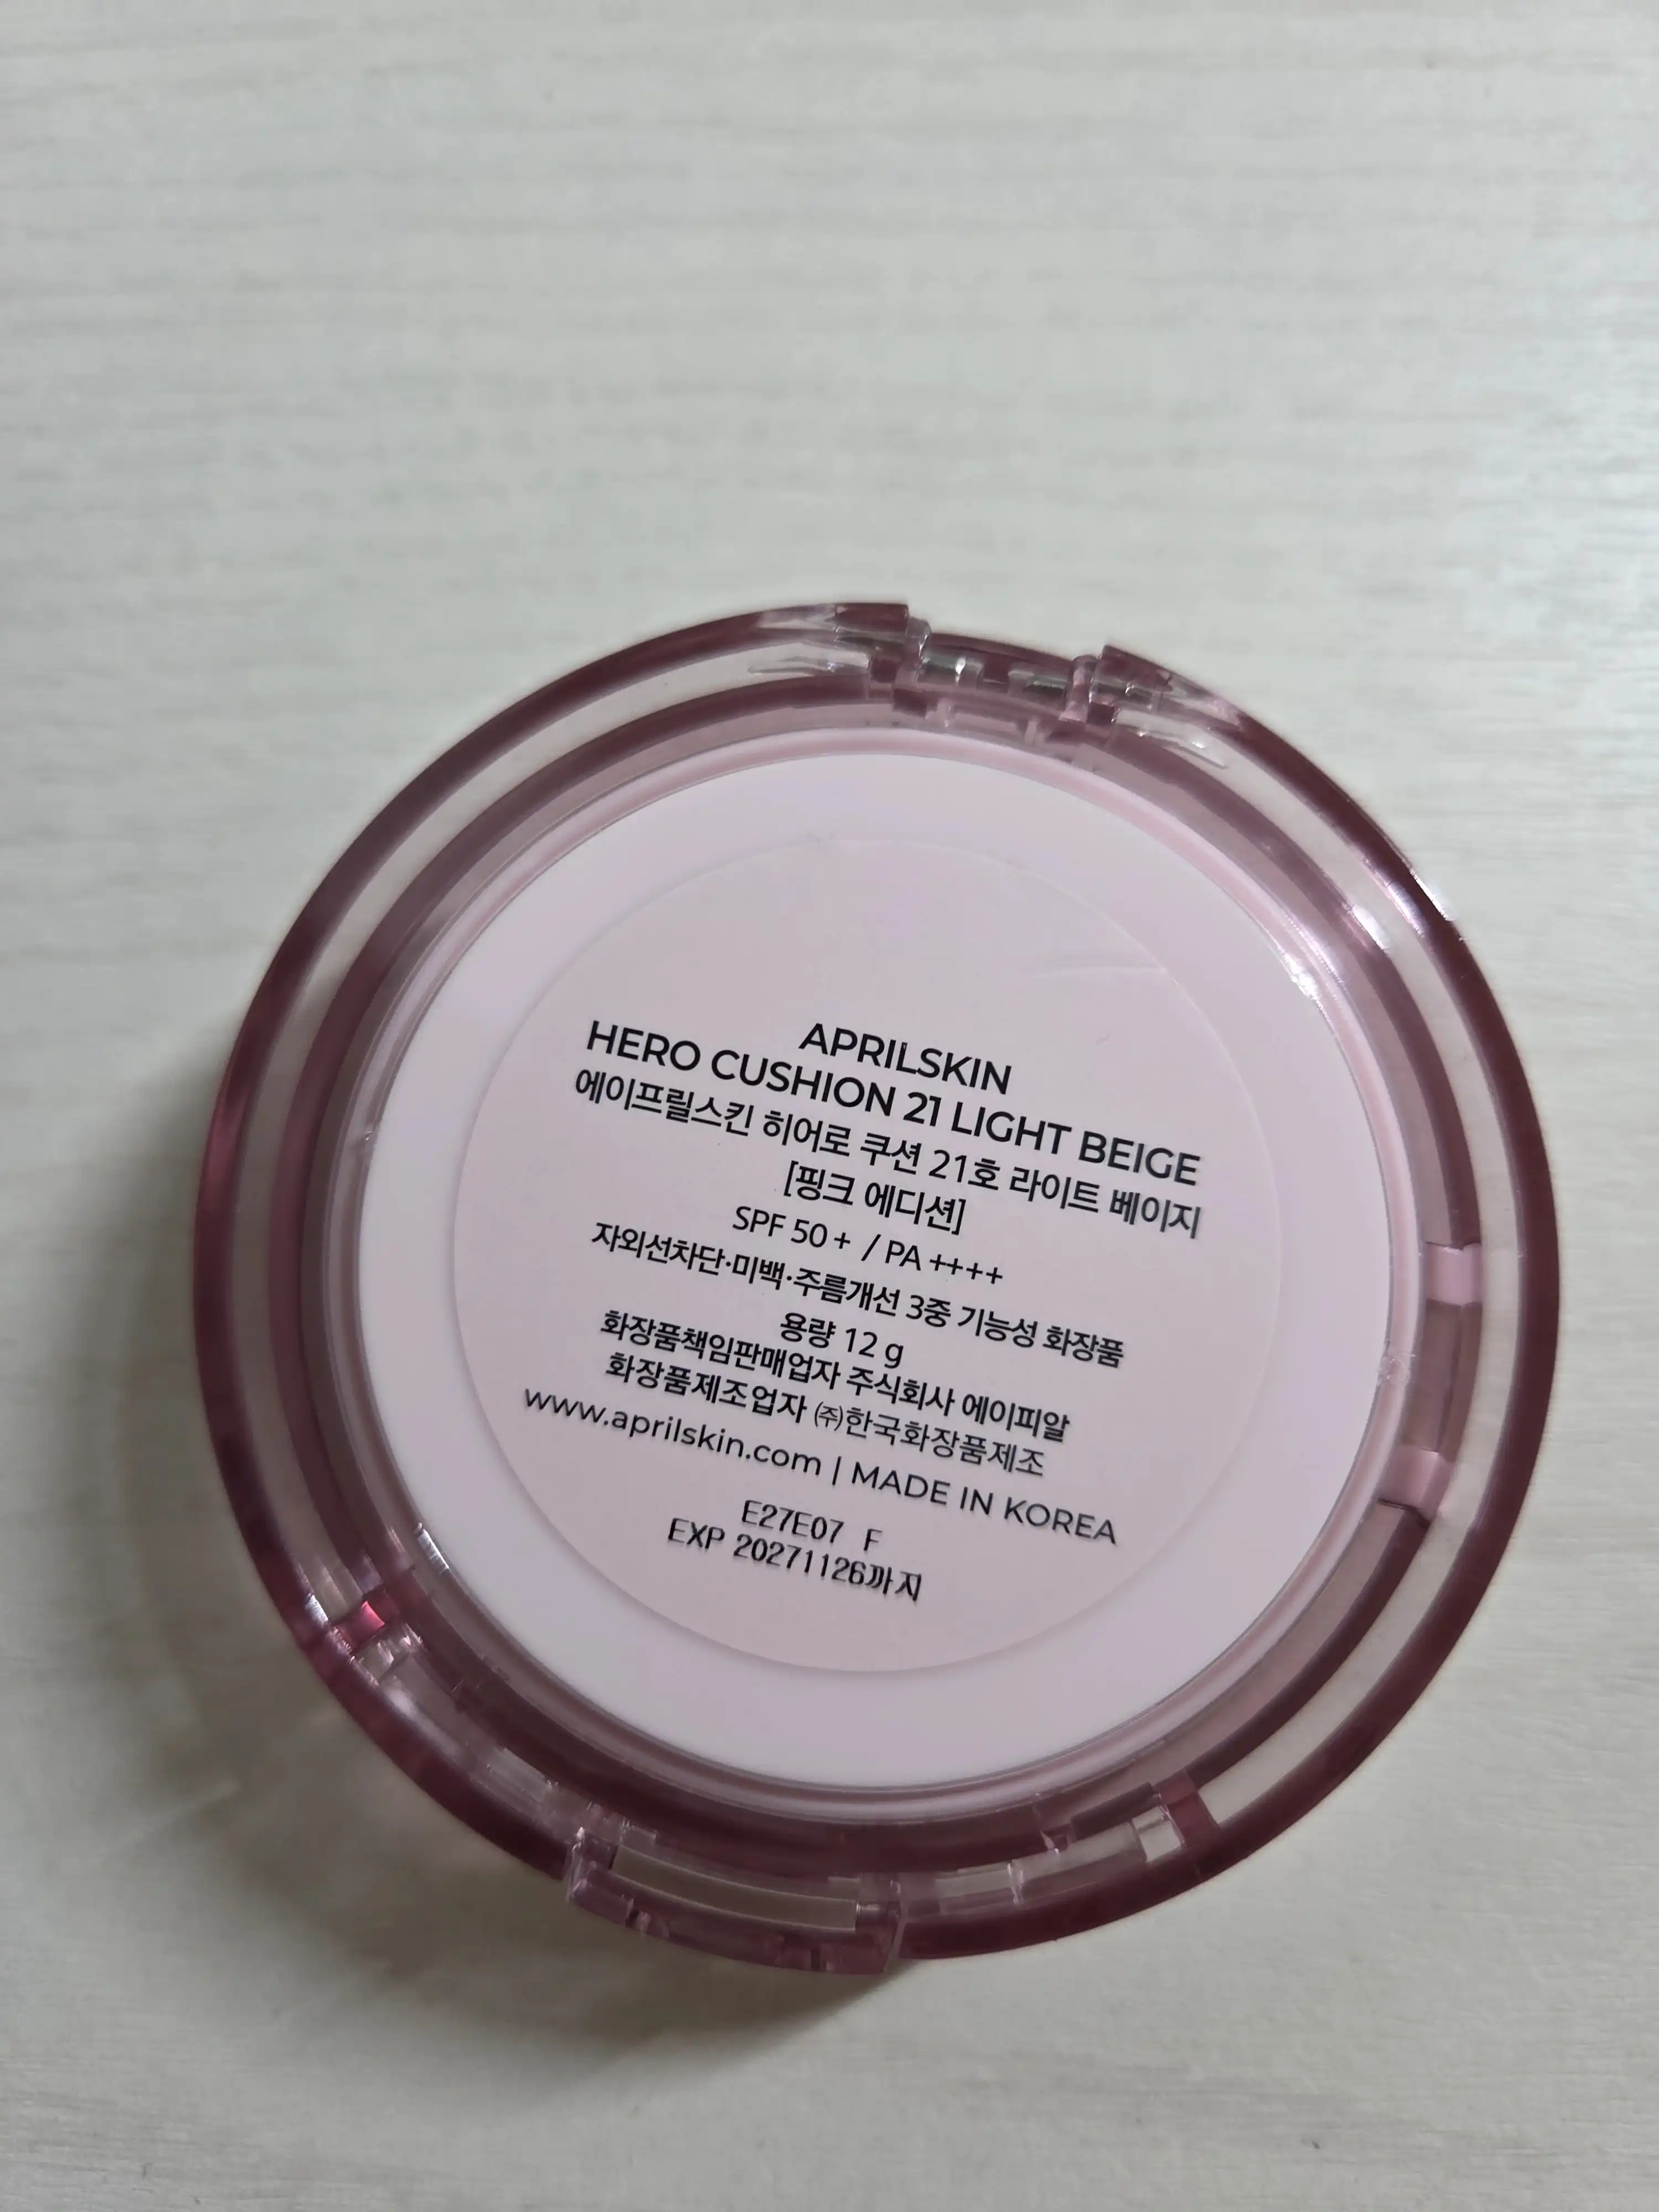 APRILSKIN
HERO CUSHION 21 LIGHT BEIGE
에이프릴스킨 히어로 쿠션 21호 라이트 베이지
[핑크 에디션]
SPF 50+ / PA ++++
자외선차단·미백·주름개선 3중 기능성 화장품
용량 12 g
화장품책임판매업자 주식회사 에이피알
화장품제조업자 ㈜한국화장품제조
www.aprilskin.com | MADE IN KOREA
E27E07 F
EXP 20271126까지